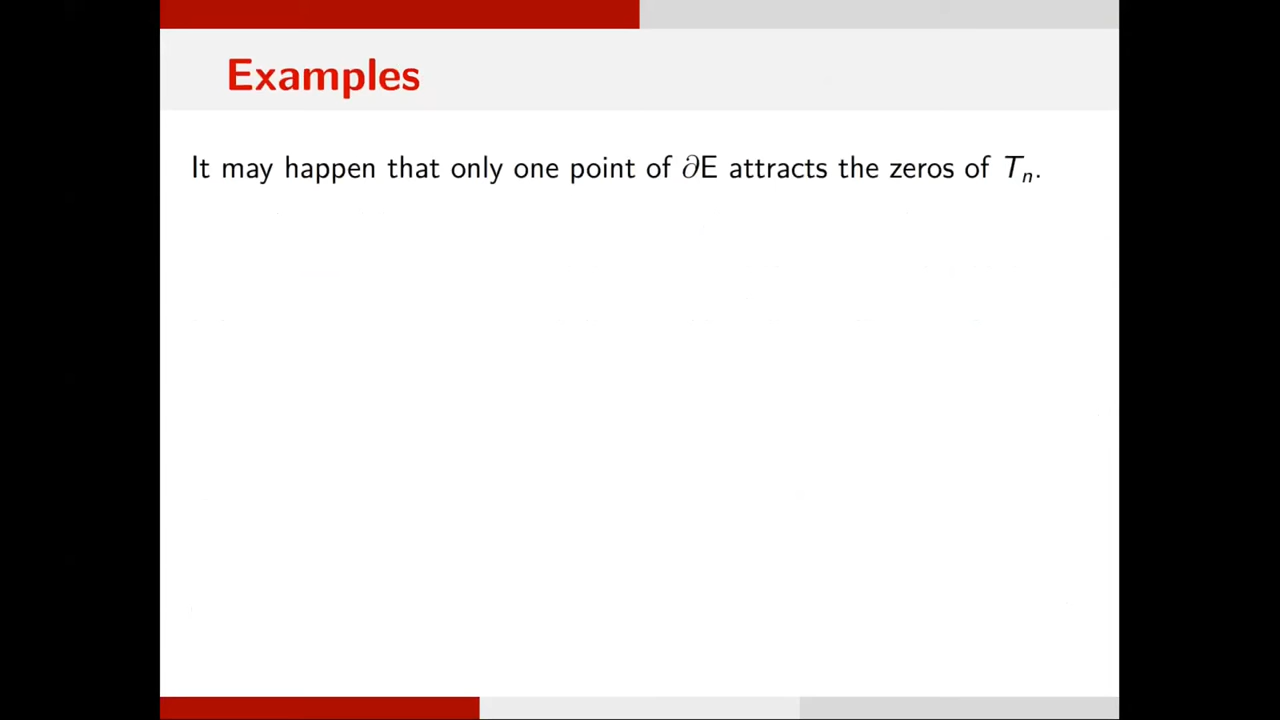 Examples
It may happen that only one point of ∂E attracts the zeros of Tₙ.